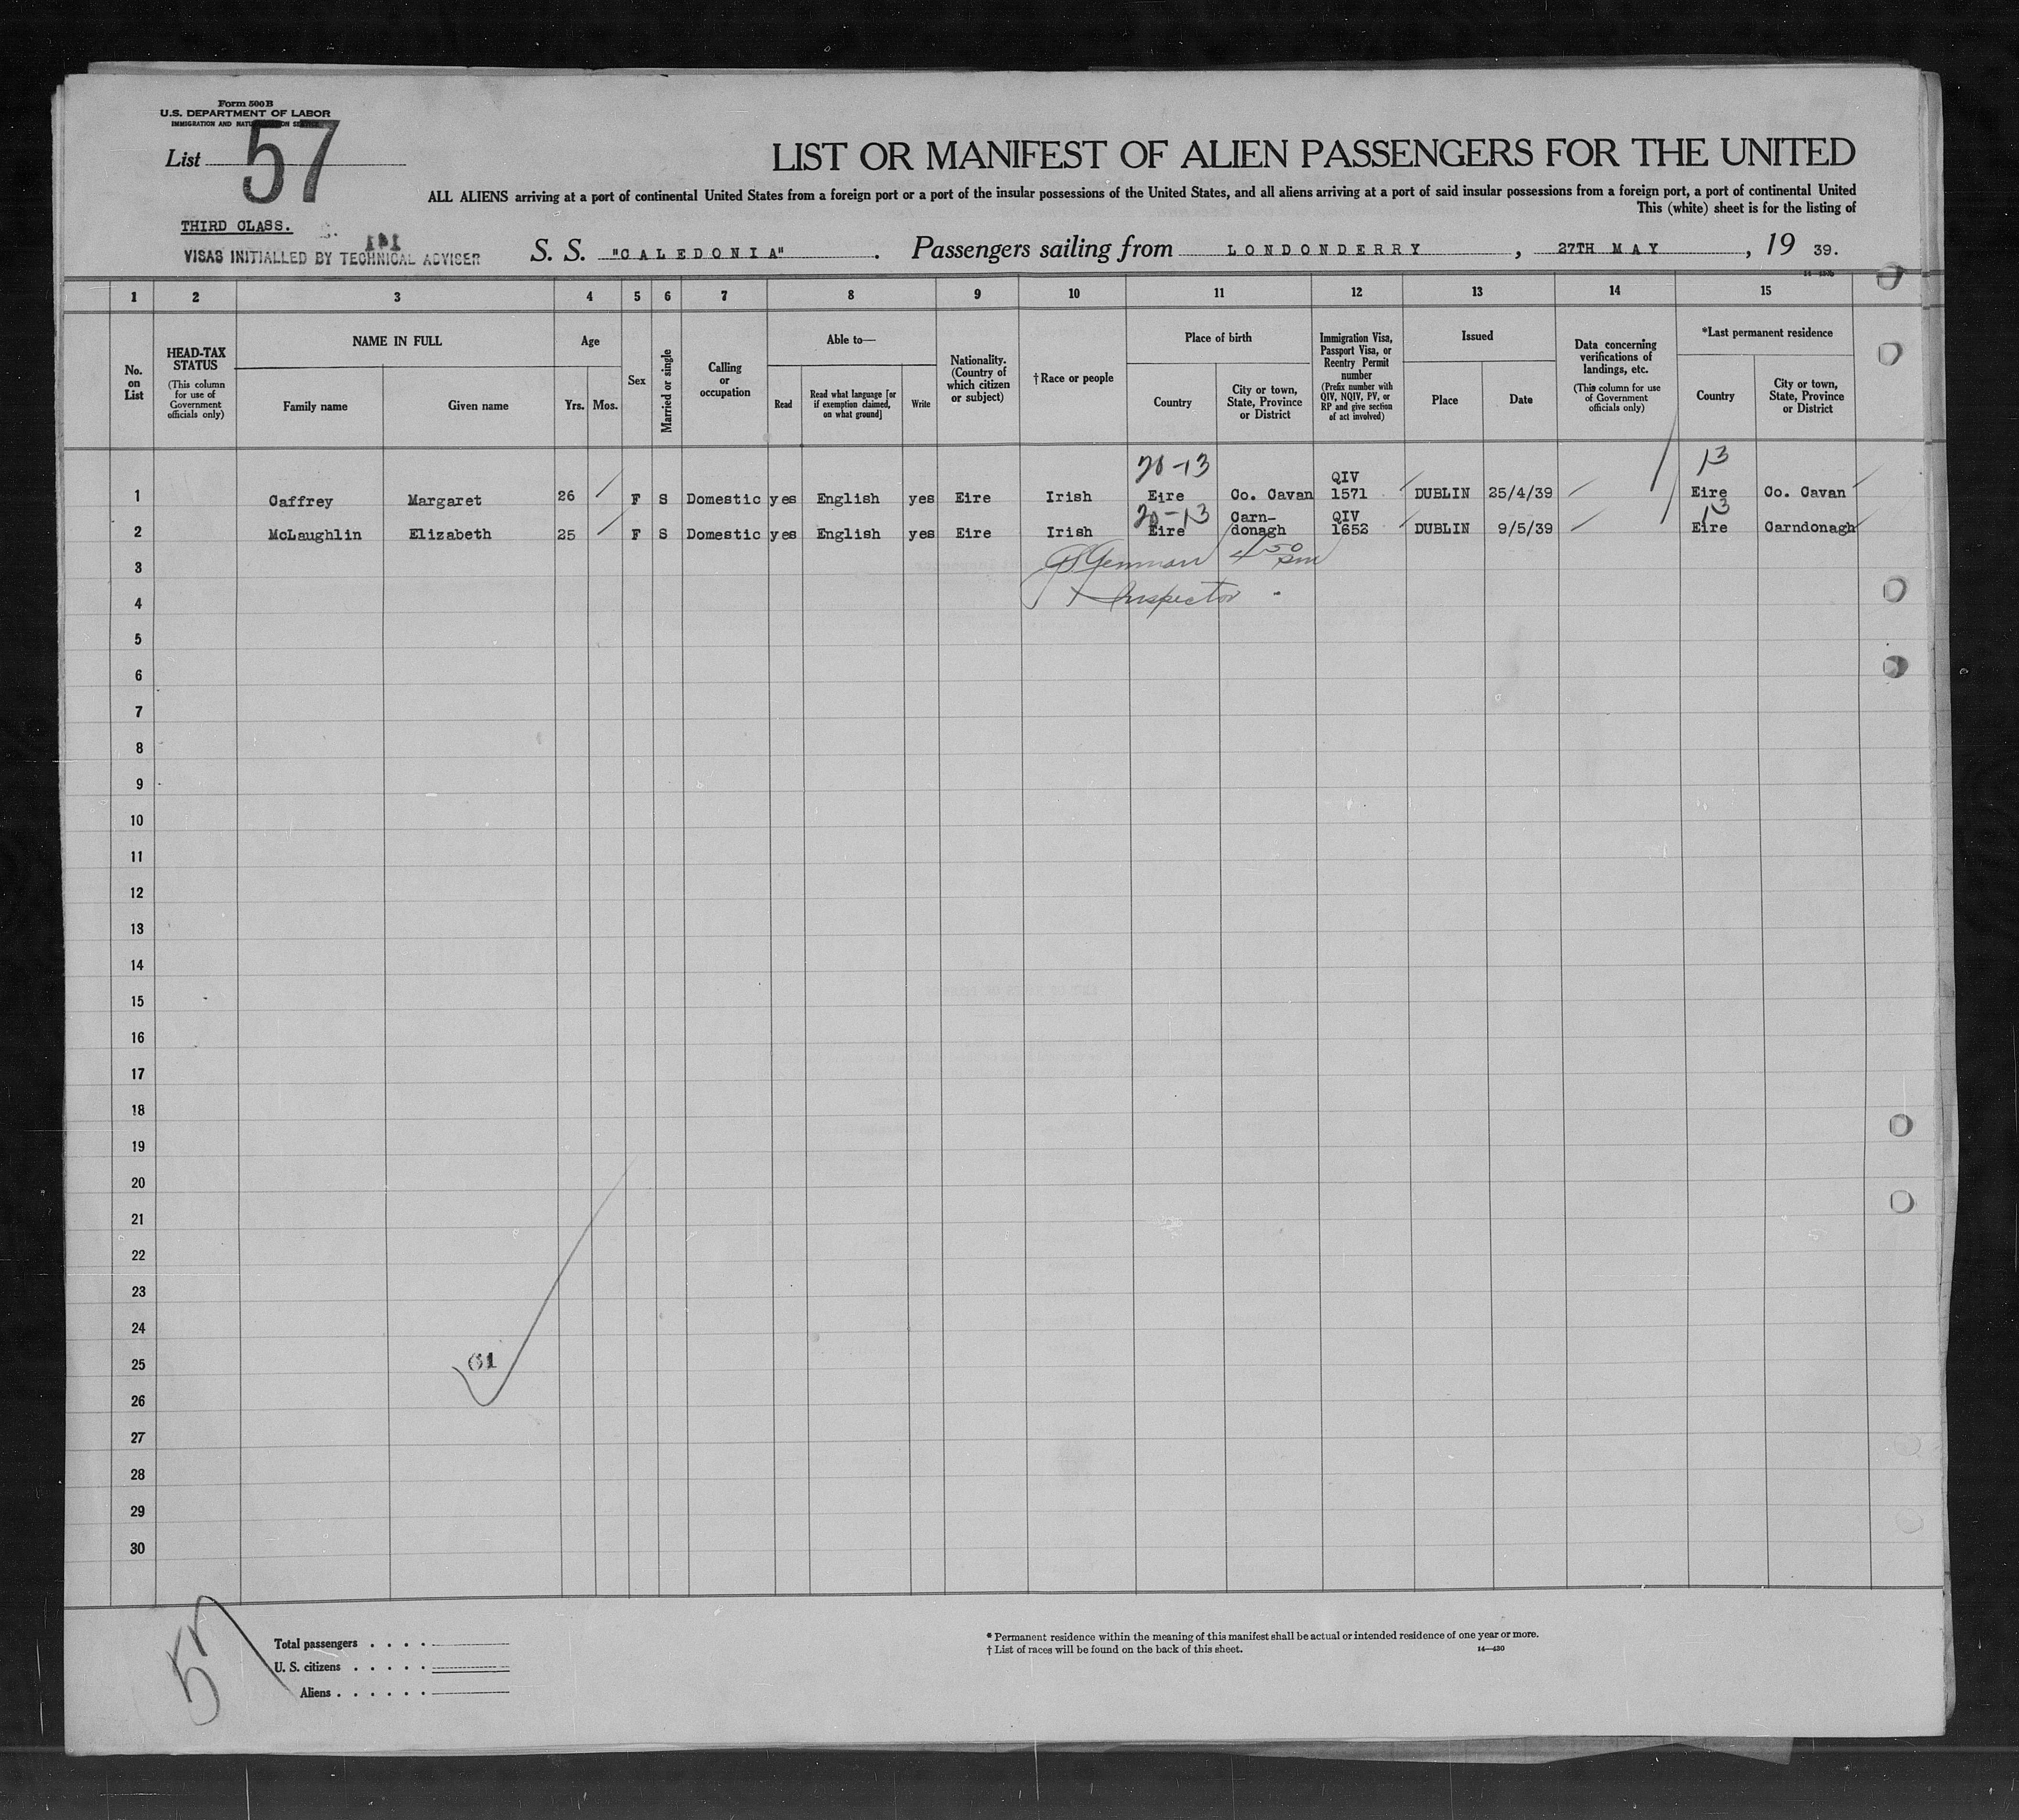 Form 500 B
U.S. DEPARTMENT OF LABOR
IMMIGRATION AND NATURALIZATION SERVICE
List 57
LIST OR MANIFEST OF ALIEN PASSENGERS FOR THE UNITED
ALL ALIENS arriving at a port of continental United States from a foreign port or a port of the insular possessions of the United States, and all aliens arriving at a port of said insular possessions from a foreign port, a port of continental United
This (white) sheet is for the listing of
THIRD CLASS.
VISAS INITIALLED BY TECHNICAL ADVISER
S. S. "CALEDONIA" . Passengers sailing from LONDONDERRY , 27TH MAY , 19 39.
1 2 3 4 5 6 7 8 9 10 11 12 13 14 15
No. on List
HEAD-TAX STATUS
(This column for use of Government officials only)
NAME IN FULL
Family name
Given name
Age
Yrs. Mos.
Sex
Married or single
Calling or occupation
Able to—
Read
Read what language [or if exemption claimed, on what ground]
Write
Nationality. (Country of which citizen or subject)
†Race or people
Place of birth
Country
City or town, State, Province or District
Immigration Visa, Passport Visa, or Reentry Permit number
(Prefix number with QIV, NQIV, PV, or RP and give section of act involved)
Issued
Place
Date
Data concerning verifications of landings, etc.
(This column for use of Government officials only)
*Last permanent residence
Country
City or town, State, Province or District
20-13 13
1 Caffrey Margaret 26 F S Domestic yes English yes Eire Irish Eire Co. Cavan QIV 1571 DUBLIN 25/4/39 Eire Co. Cavan
20-13 13
2 McLaughlin Elizabeth 25 F S Domestic yes English yes Eire Irish Eire Carn-donagh QIV 1652 DUBLIN 9/5/39 Eire Carndonagh
3 4 50 pm
4 Inspector
5
6
7
8
9
10
11
12
13
14
15
16
17
18
19
20
21
22
23
24
25 61
26
27
28
29
30
57
Total passengers . . . .
U. S. citizens . . . . .
Aliens . . . . . .
* Permanent residence within the meaning of this manifest shall be actual or intended residence of one year or more.
† List of races will be found on the back of this sheet. 14—430